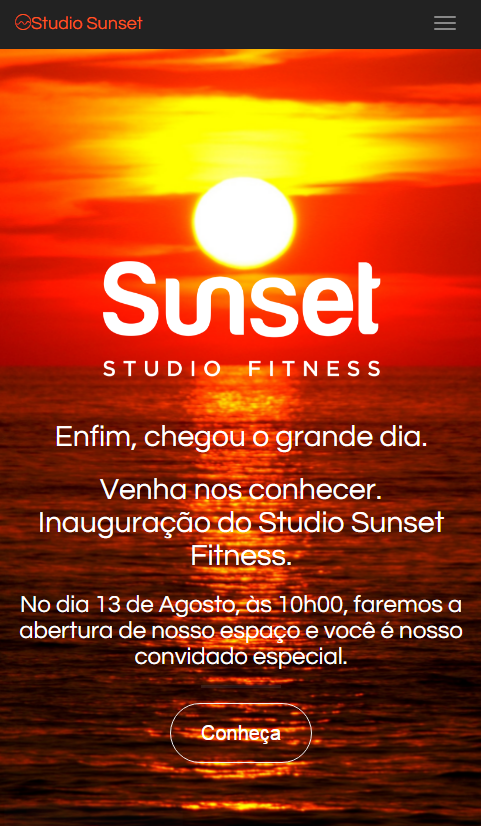 Studio Sunset
Sunset
STUDIO FITNESS
Enfim, chegou o grande dia.
Venha nos conhecer.
Inauguração do Studio Sunset
Fitness.
No dia 13 de Agosto, às 10h00, faremos a
abertura de nosso espaço e você é nosso
convidado especial.
Conheça